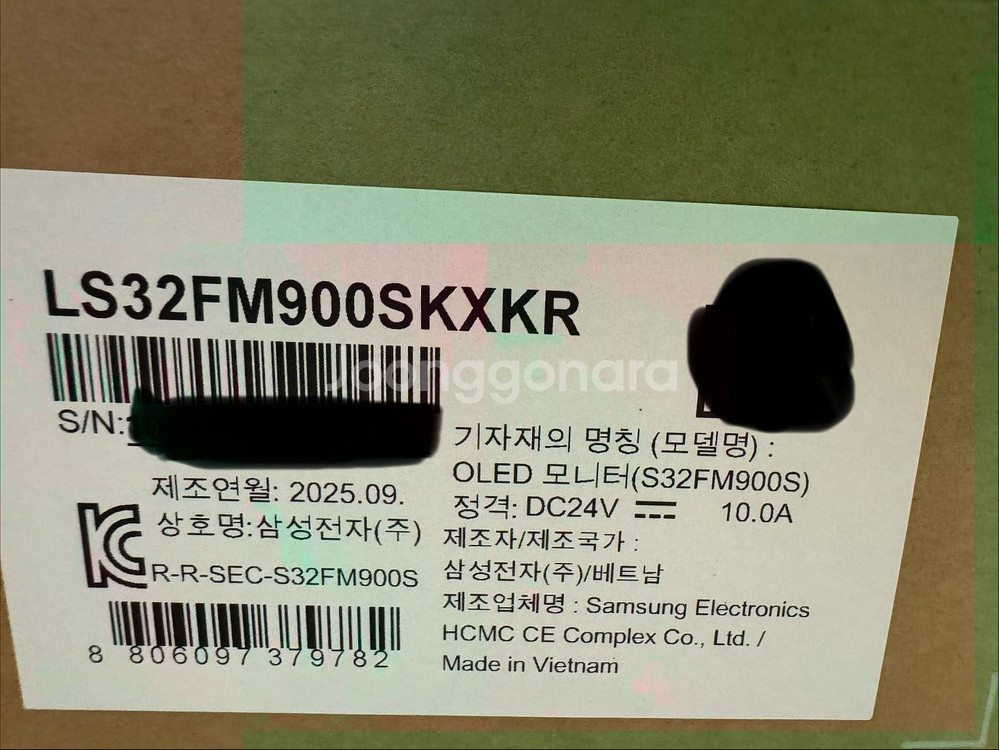 LS32FM900SKXKR
Joonggonara
S/N:
기자재의 명칭 (모델명) :
OLED 모니터(S32FM900S)
정격: DC24V 10.0A
제조연월: 2025.09.
상호명:삼성전자(주)
R-R-SEC-S32FM900S
8 806097 379782
제조자/제조국가 :
삼성전자(주)/베트남
제조업체명 : Samsung Electronics
HCMC CE Complex Co., Ltd. /
Made in Vietnam